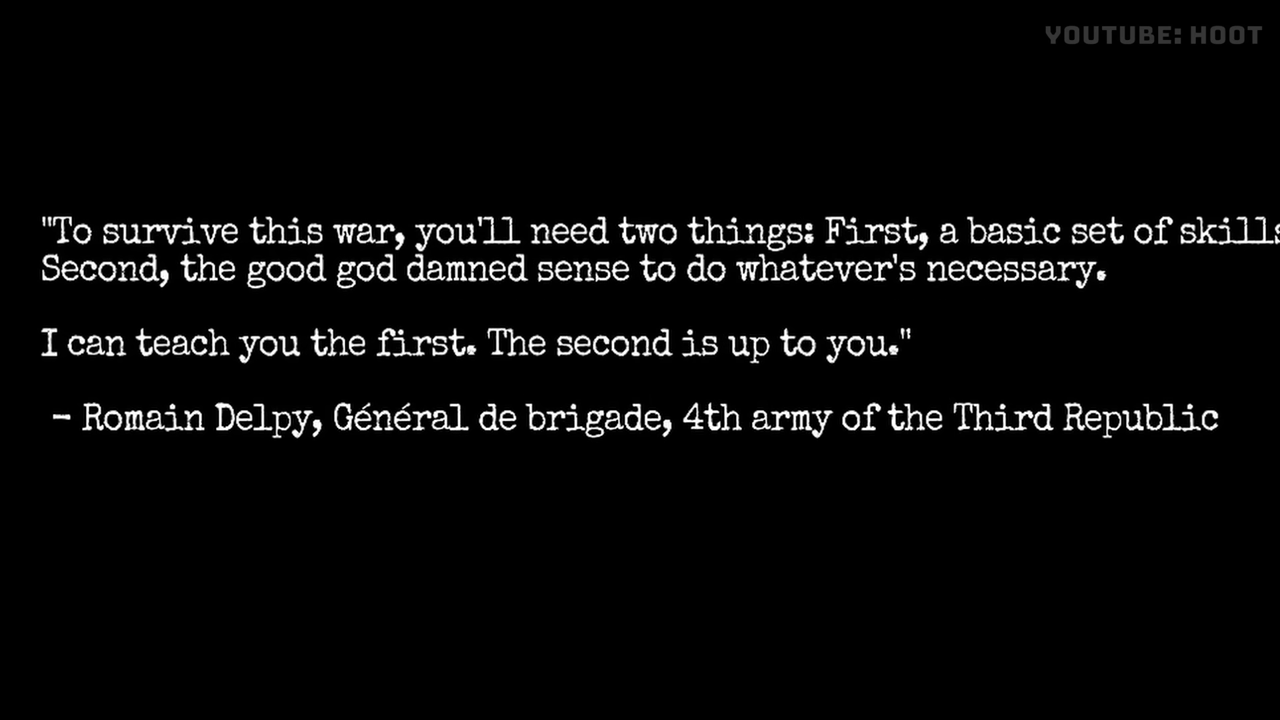 YOUTUBE: HOOT
"To survive this war, you'll need two things: First, a basic set of skills
Second, the good god damned sense to do whatever's necessary.
I can teach you the first. The second is up to you."
- Romain Delpy, Général de brigade, 4th army of the Third Republic